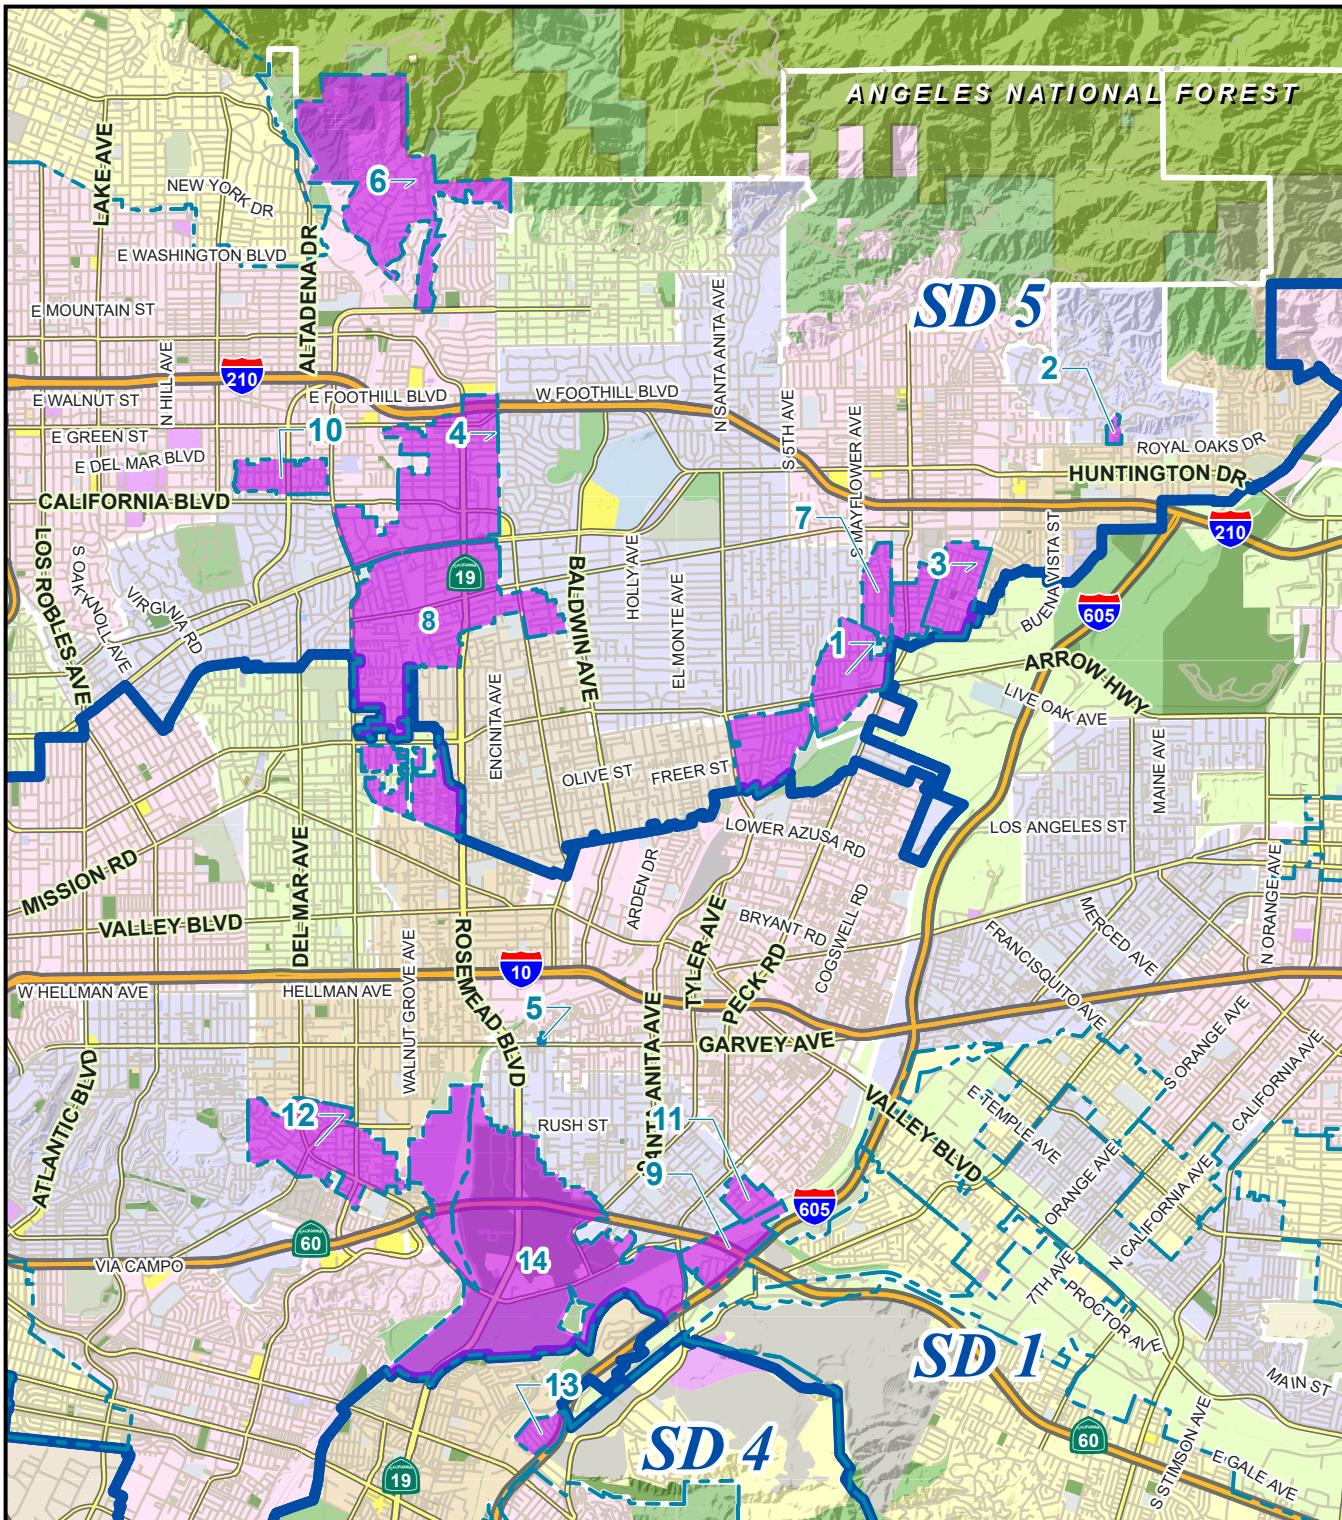 ANGELES NATIONAL FOREST
LAKE AVE
6
NEW YORK DR
E WASHINGTON BLVD
ALTADENA DR
E MOUNTAIN ST
SD 5
N SANTA ANITA AVE
N HILL AVE
210
E WALNUT ST
E FOOTHILL BLVD
W FOOTHILL BLVD
2
S 5TH AVE
S MAYFLOWER AVE
E GREEN ST
10
4
ROYAL OAKS DR
E DEL MAR BLVD
HUNTINGTON DR
CALIFORNIA BLVD
7
210
LOS ROBLES AVE
S OAK KNOLL AVE
VIRGINIA RD
CALIFORNIA
19
BALDWIN AVE
HOLLY AVE
EL MONTE AVE
3
BUENA VISTA ST
605
8
1
ARROW HWY
LIVE OAK AVE
ENCINITA AVE
OLIVE ST
FREER ST
MAINE AVE
LOWER AZUSA RD
LOS ANGELES ST
MISSION RD
DEL MAR AVE
ARDEN DR
N ORANGE AVE
VALLEY BLVD
ROSEMEAD BLVD
WALNUT GROVE AVE
TYLER AVE
BRYANT RD
PECK RD
COGSWELL RD
MERCED AVE
FRANCISQUITO AVE
10
W HELLMAN AVE
HELLMAN AVE
5
SANTA ANITA AVE
GARVEY AVE
S ORANGE AVE
CALIFORNIA AVE
ATLANTIC BLVD
VALLEY BLVD
E TEMPLE AVE
12
RUSH ST
11
9
ORANGE AVE
N CALIFORNIA AVE
605
CALIFORNIA
60
VIA CAMPO
14
7TH AVE
PROCTOR AVE
SD 1
MAIN ST
13
SD 4
CALIFORNIA
60
CALIFORNIA
19
S STIMSON AVE
E GALE AVE